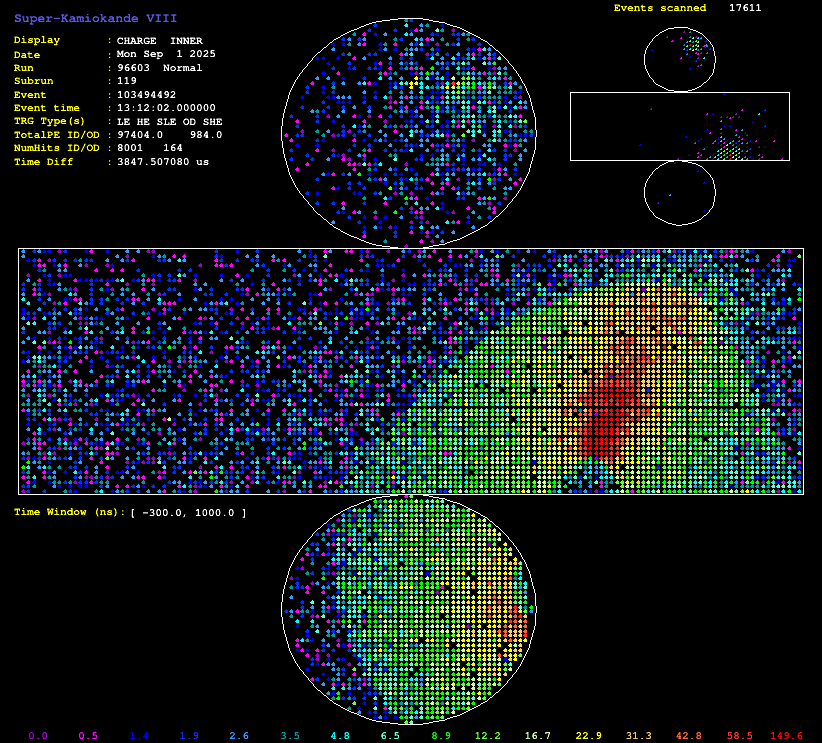 Super-Kamiokande VIII
Display : CHARGE INNER
Date : Mon Sep 1 2025
Run : 96603 Normal
Subrun : 119
Event : 103494492
Event time : 13:12:02.000000
TRG Type(s) : LE HE SLE OD SHE
TotalPE ID/OD : 97404.0 984.0
NumHits ID/OD : 8001 164
Time Diff : 3847.507080 us
Events scanned 17611
Time Window (ns): [ -300.0, 1000.0 ]
0.0 0.5 1.4 1.9 2.6 3.5 4.8 6.5 8.9 12.2 16.7 22.9 31.3 42.8 58.5 149.6